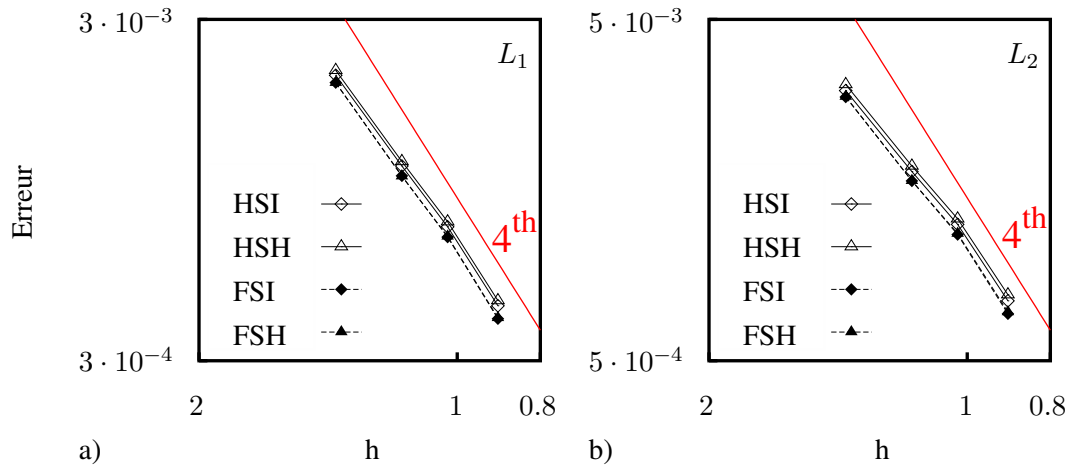 3 · 10⁻³
L₁
Erreur
HSI
HSH
FSI
FSH
4th
3 · 10⁻⁴
2
1
0.8
a)
h
5 · 10⁻³
L₂
HSI
HSH
FSI
FSH
4th
5 · 10⁻⁴
2
1
0.8
b)
h